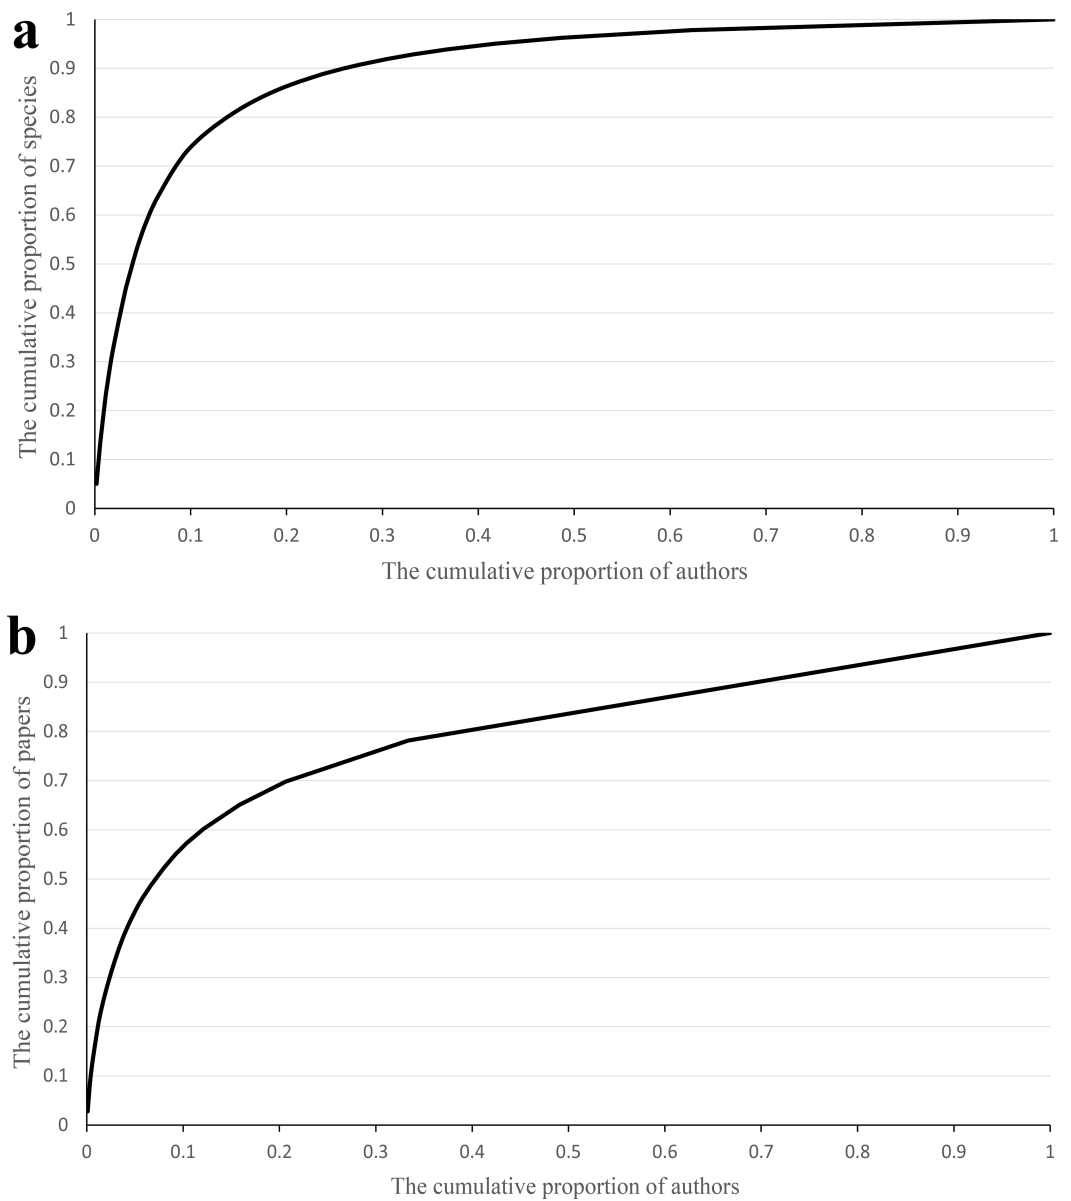 a
The cumulative proportion of species
1
0.9
0.8
0.7
0.6
0.5
0.4
0.3
0.2
0.1
0
0 0.1 0.2 0.3 0.4 0.5 0.6 0.7 0.8 0.9 1
The cumulative proportion of authors
b
The cumulative proportion of papers
1
0.9
0.8
0.7
0.6
0.5
0.4
0.3
0.2
0.1
0
0 0.1 0.2 0.3 0.4 0.5 0.6 0.7 0.8 0.9 1
The cumulative proportion of authors